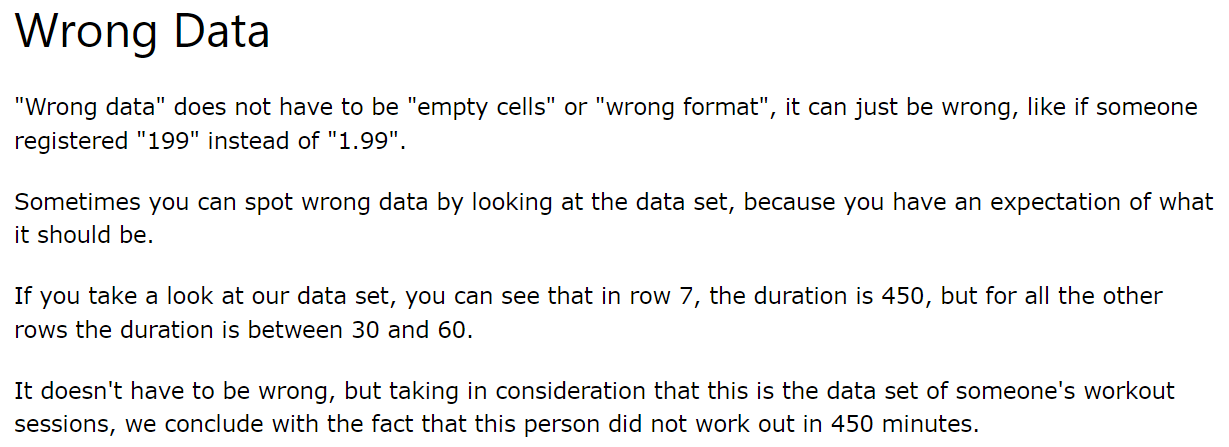 Wrong Data
"Wrong data" does not have to be "empty cells" or "wrong format", it can just be wrong, like if someone
registered "199" instead of "1.99".
Sometimes you can spot wrong data by looking at the data set, because you have an expectation of what
it should be.
If you take a look at our data set, you can see that in row 7, the duration is 450, but for all the other
rows the duration is between 30 and 60.
It doesn't have to be wrong, but taking in consideration that this is the data set of someone's workout
sessions, we conclude with the fact that this person did not work out in 450 minutes.